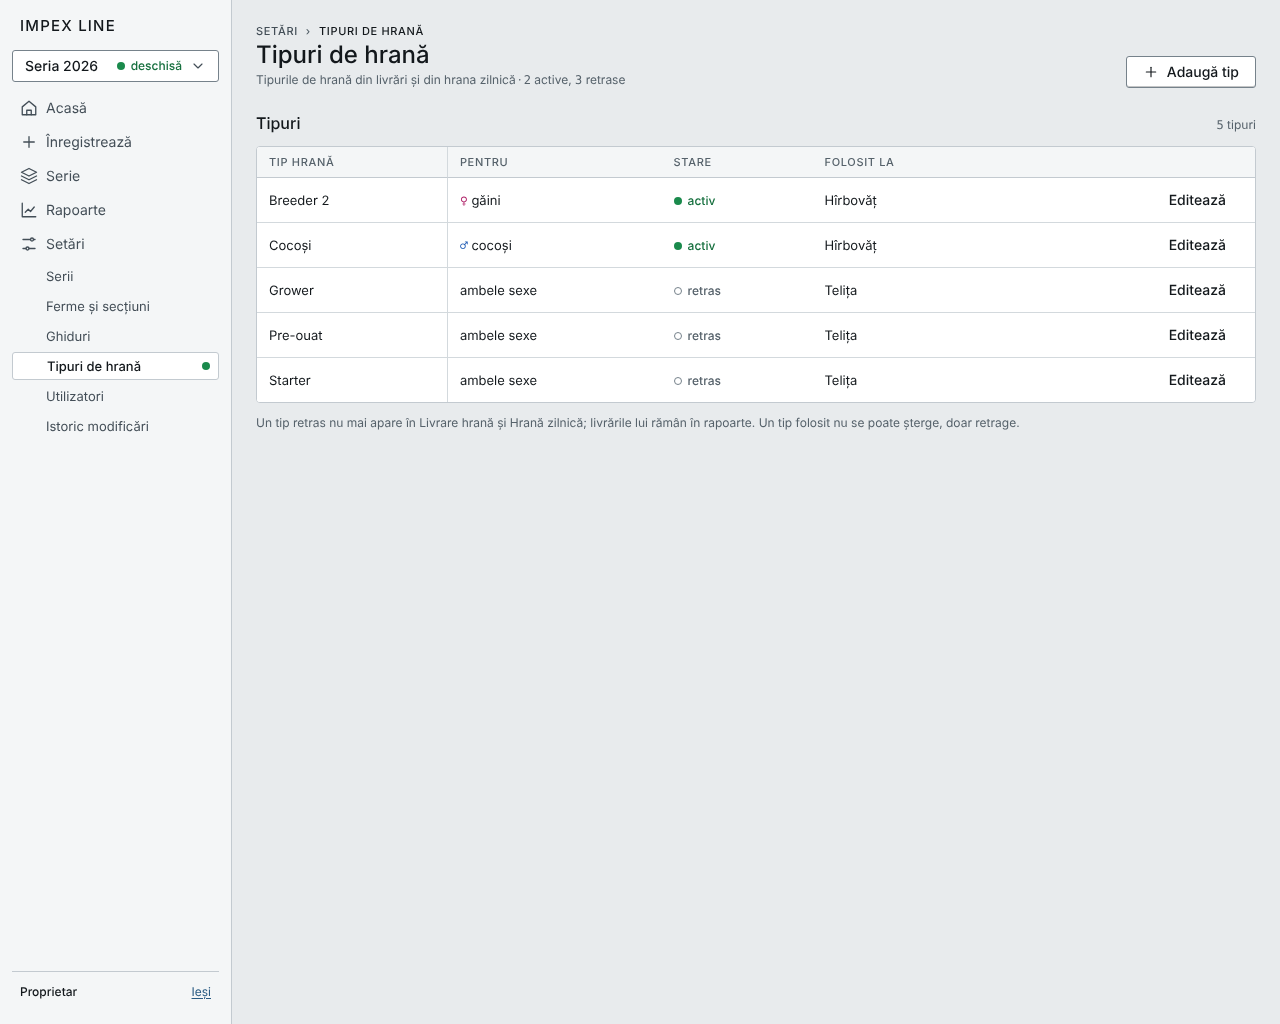 IMPEX LINE
Seria 2026 deschisă
Acasă
Înregistrează
Serie
Rapoarte
Setări
Serii
Ferme și secțiuni
Ghiduri
Tipuri de hrană
Utilizatori
Istoric modificări
Proprietar Ieși
SETĂRI › TIPURI DE HRANĂ
Tipuri de hrană
Tipurile de hrană din livrări și din hrana zilnică · 2 active, 3 retrase
+ Adaugă tip
Tipuri 5 tipuri
TIP HRANĂ PENTRU STARE FOLOSIT LA
Breeder 2 ♀ găini activ Hîrbovăț Editează
Cocoși ♂ cocoși activ Hîrbovăț Editează
Grower ambele sexe retras Telița Editează
Pre-ouat ambele sexe retras Telița Editează
Starter ambele sexe retras Telița Editează
Un tip retras nu mai apare în Livrare hrană și Hrană zilnică; livrările lui rămân în rapoarte. Un tip folosit nu se poate șterge, doar retrage.